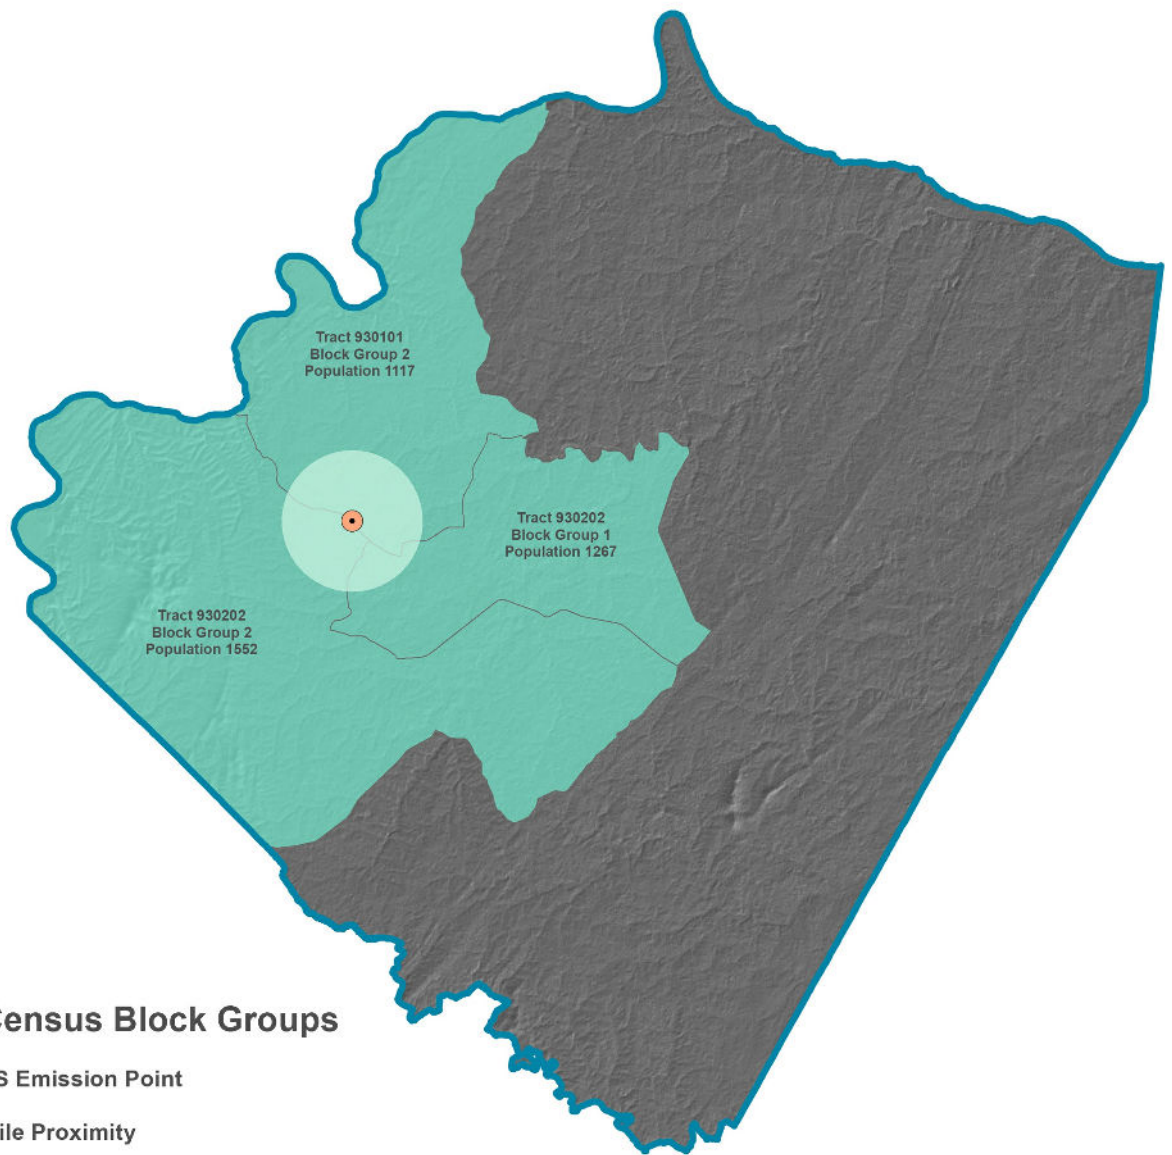 Tract 930101
Block Group 2
Population 1117
Tract 930202
Block Group 1
Population 1267
Tract 930202
Block Group 2
Population 1552
Census Block Groups
S Emission Point
ile Proximity